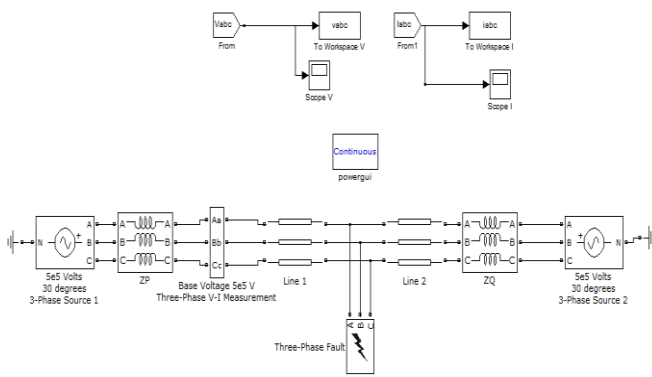 Vabc
From
vabc
To Workspace V
Scope V
Iabc
From1
iabc
To Workspace I
Scope I
Continuous
powergui
N
A
B
C
+
5e5 Volts
30 degrees
3-Phase Source 1
A
B
C
A
B
C
ZP
Aa
Bb
Cc
Base Voltage 5e5 V
Three-Phase V-I Measurement
Line 1
Line 2
A
B
C
Three-Phase Fault
A
B
C
A
B
C
ZQ
A
B
C
+
N
5e5 Volts
30 degrees
3-Phase Source 2